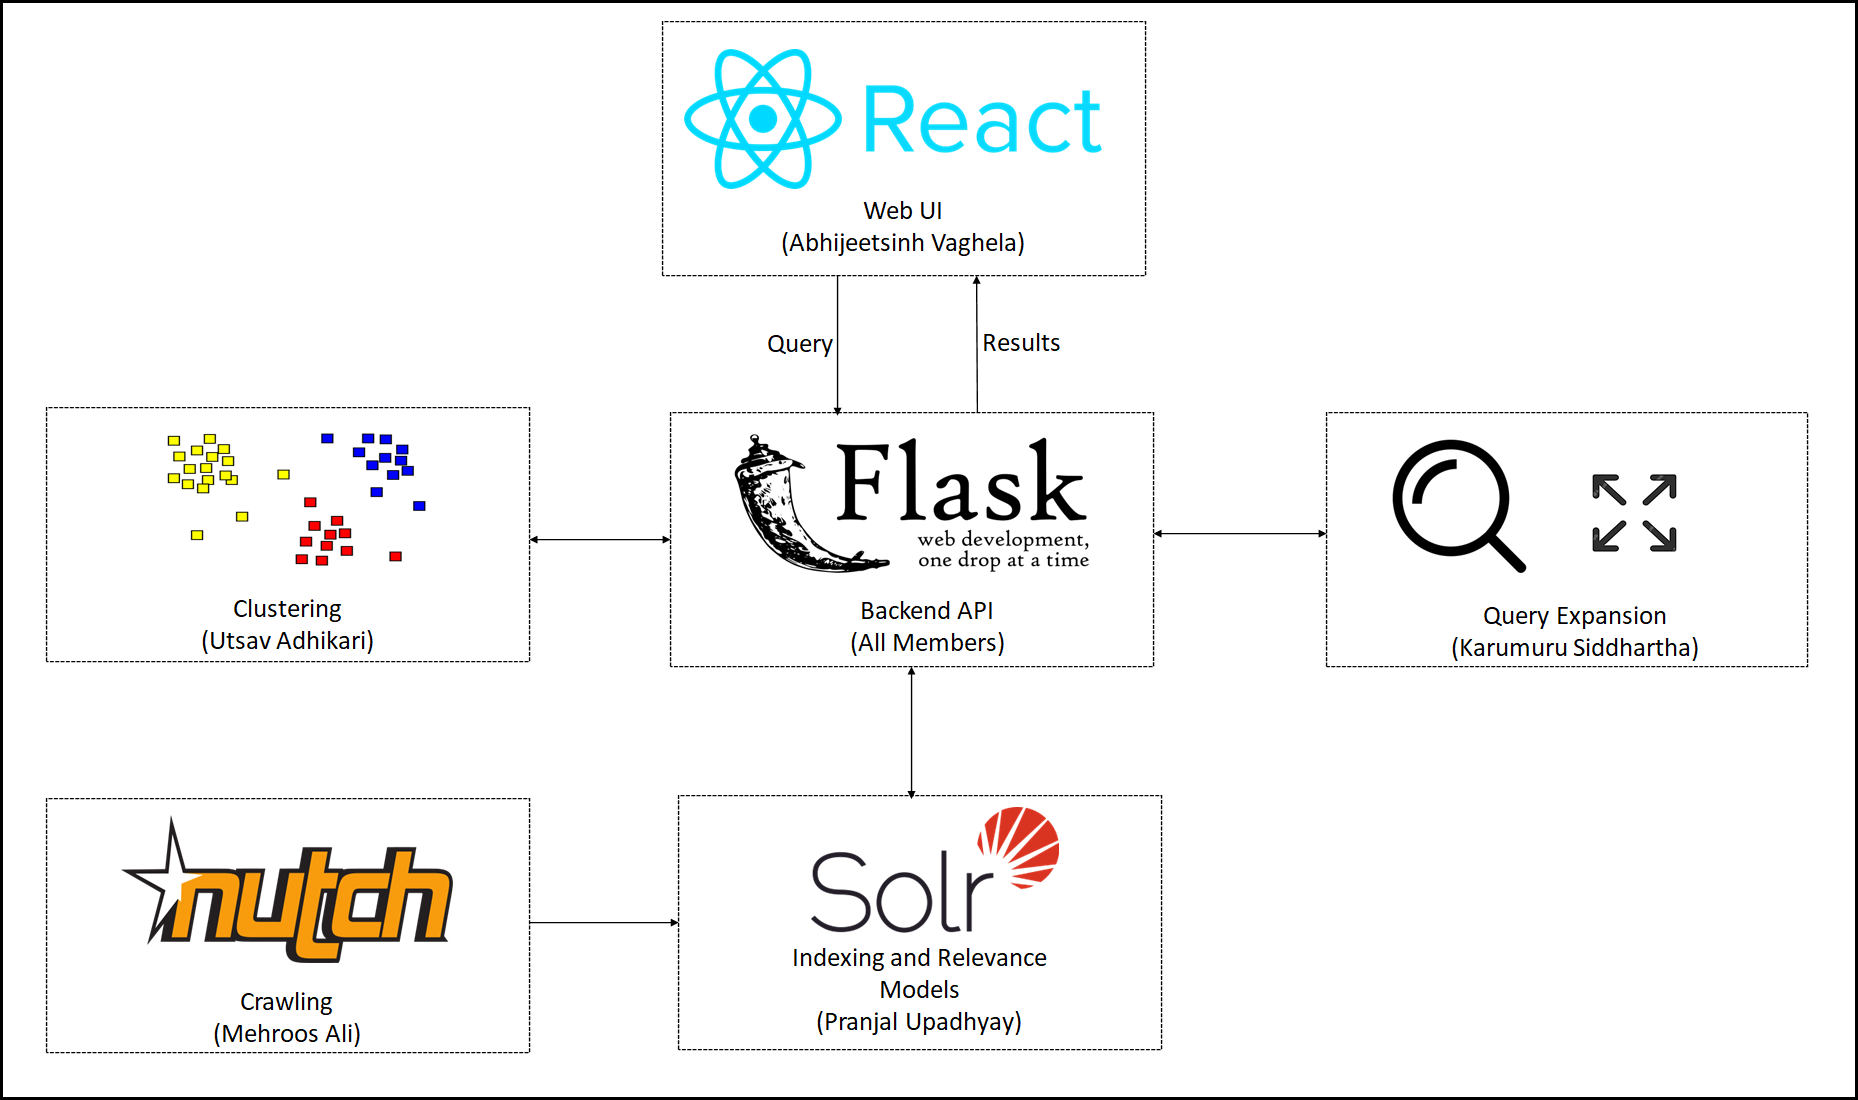 React
Web UI
(Abhijeetsinh Vaghela)
Query
Results
Clustering
(Utsav Adhikari)
Flask
web development,
one drop at a time
Backend API
(All Members)
Query Expansion
(Karumuru Siddhartha)
nutch
Crawling
(Mehroos Ali)
Solr
Indexing and Relevance
Models
(Pranjal Upadhyay)